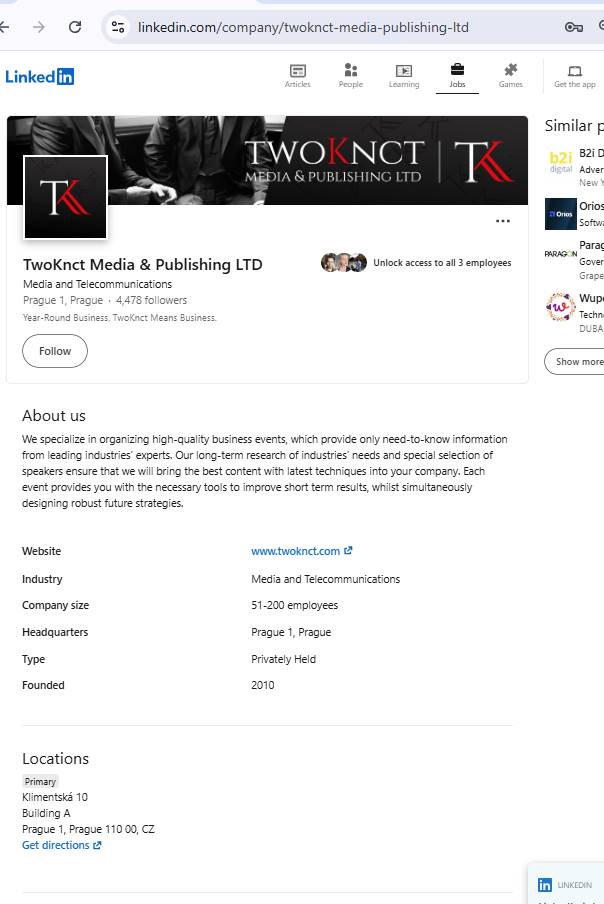 linkedin.com/company/twoknct-media-publishing-ltd
Linked in
Articles
People
Learning
Jobs
Games
Get the app
TWOKNCT
MEDIA & PUBLISHING LTD
TK
TK
TwoKnct Media & Publishing LTD
Media and Telecommunications
Prague 1, Prague · 4,478 followers
Year-Round Business, TwoKnct Means Business.
Unlock access to all 3 employees
Follow
About us
We specialize in organizing high-quality business events, which provide only need-to-know information
from leading industries’ experts. Our long-term research of industries’ needs and special selection of
speakers ensure that we will bring the best content with latest techniques into your company. Each
event provides you with the necessary tools to improve short term results, whilst simultaneously
designing robust future strategies.
Website www.twoknct.com
Industry Media and Telecommunications
Company size 51-200 employees
Headquarters Prague 1, Prague
Type Privately Held
Founded 2010
Locations
Primary
Klimentská 10
Building A
Prague 1, Prague 110 00, CZ
Get directions
Similar p
b2i
digital
B2i D
Adver
New Y
Orios
Orios
Softwa
PARAGON
Parag
Gover
Grape
Wupe
Techn
DUBA
Show more
in LINKEDIN